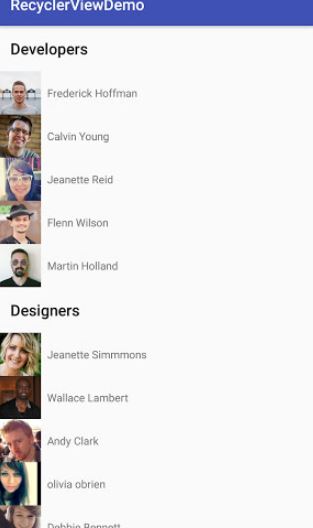 RecyclerViewDemo
Developers
Frederick Hoffman
Calvin Young
Jeanette Reid
Flenn Wilson
Martin Holland
Designers
Jeanette Simmmons
Wallace Lambert
Andy Clark
olivia obrien
Debbie Bennett